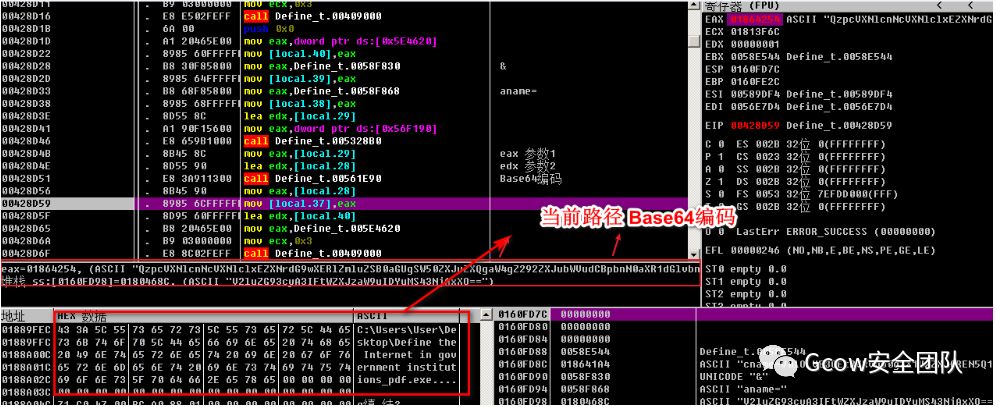 00428D11 . B9 03000000 mov ecx,0x3
00428D16 . E8 E502FEFF call Define_t.00409000
00428D1B . 6A 00 push 0x0
00428D1D . A1 20465E00 mov eax,dword ptr ds:[0x5E4620]
00428D22 . 8985 60FFFFFF mov [local.40],eax
00428D28 . B8 30F85800 mov eax,Define_t.0058F830 &
00428D2D . 8985 64FFFFFF mov [local.39],eax
00428D33 . B8 68F85800 mov eax,Define_t.0058F868 aname=
00428D38 . 8985 68FFFFFF mov [local.38],eax
00428D3E . 8D55 8C lea edx,[local.29]
00428D41 . A1 90F15600 mov eax,dword ptr ds:[0x56F190]
00428D46 . E8 659B1000 call Define_t.005328B0
00428D4B . 8B45 8C mov eax,[local.29] eax 参数1
00428D4E . 8D55 90 lea edx,[local.28] edx 参数2
00428D51 . E8 3A911300 call Define_t.00561E90 Base64编码
00428D56 . 8B45 90 mov eax,[local.28]
00428D59 . 8985 6CFFFFFF mov [local.37],eax
00428D5F . 8D95 60FFFFFF lea edx,[local.40]
00428D65 . B8 20465E00 mov eax,Define_t.005E4620
00428D6A . B9 03000000 mov ecx,0x3
00428D6F . E8 8C02FEFF call Define_t.00409000
当前路径 Base64编码
寄存器 (FPU) < <
EAX 01864254 ASCII
ECX 01813F6C
EDX 00000001
EBX 0058E544 Define_t.0058E544
ESP 0160FD7C
EBP 0160FE2C
ESI 00589DF4 Define_t.00589DF4
EDI 0056E7D4 Define_t.0056E7D4
EIP 00428D59 Define_t.00428D59
C 0 ES 002B 32位 0(FFFFFFFF)
P 1 CS 0023 32位 0(FFFFFFFF)
A 0 SS 002B 32位 0(FFFFFFFF)
Z 1 DS 002B 32位 0(FFFFFFFF)
S 0 FS 0053 32位 7EFDD000(FFF)
GS 002B 32位 0(FFFFFFFF)
LastErr ERROR_SUCCESS (00000000)
EFL 00000246 (NO,NB,E,BE,NS,PE,GE,LE)
ST0 empty 0.0
ST1 empty 0.0
ST2 empty 0.0
eax=01864254, (ASCII
堆栈 ss:[0160FD98]=0180468C, (ASCII
地址 HEX 数据 ASCII
01889FEC 43 3A 5C 55 73 65 72 73 5C 55 73 65 72 5C 44 65 C:\Users\User\De
01889FFC 73 6B 74 6F 70 5C 44 65 66 69 6E 65 20 74 68 65 sktop\Define the
0188A00C 20 49 6E 74 65 72 6E 65 74 20 69 6E 20 67 6F 76 Internet in gov
0188A01C 65 72 6E 6D 65 6E 74 20 69 6E 73 74 69 74 75 74 ernment institut
0188A02C 69 6F 6E 73 5F 70 64 66 2E 65 78 65 00 00 00 00 ions_pdf.exe....
0160FD7C 00000000
0160FD80 00000000
0160FD84 00000000
0160FD88 0058E544 Define_t.0058E544
0160FD8C 018641A4 ASCII
0160FD90 0058F830 UNICODE "&"
0160FD94 0058F868 ASCII "aname="
0160FD98 0180468C ASCII
Gcow安全团队